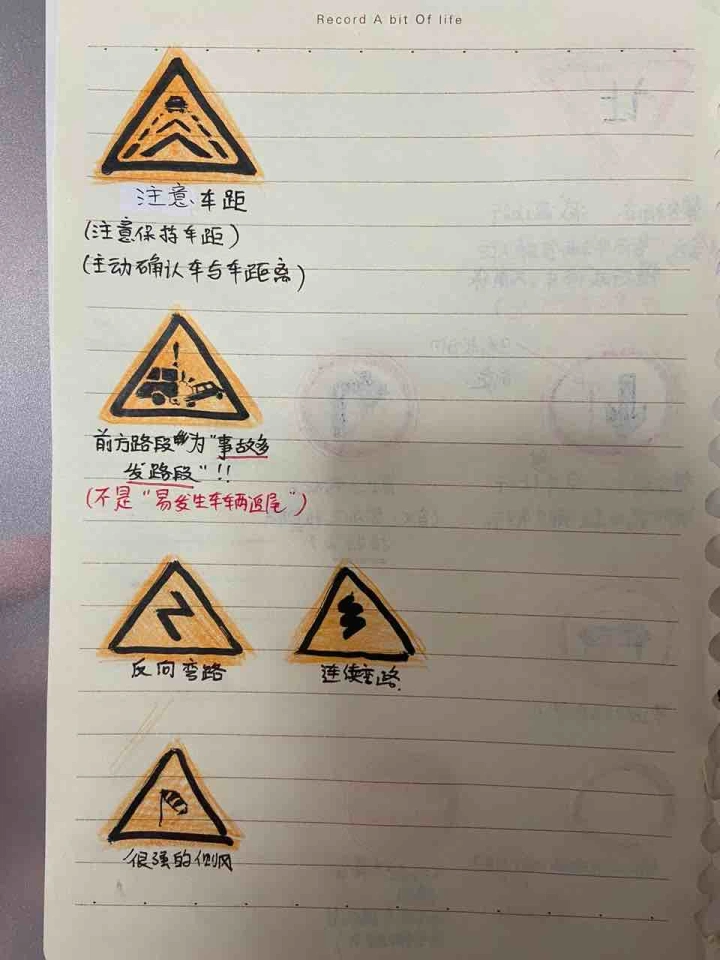 Record A bit Of life
注意车距
(注意保持车距)
(主动确认车与车距离)
前方路段为"事故多
发路段"!!
(不是"易发生车车辆追尾")
反向弯路 连续弯路
很强的侧风